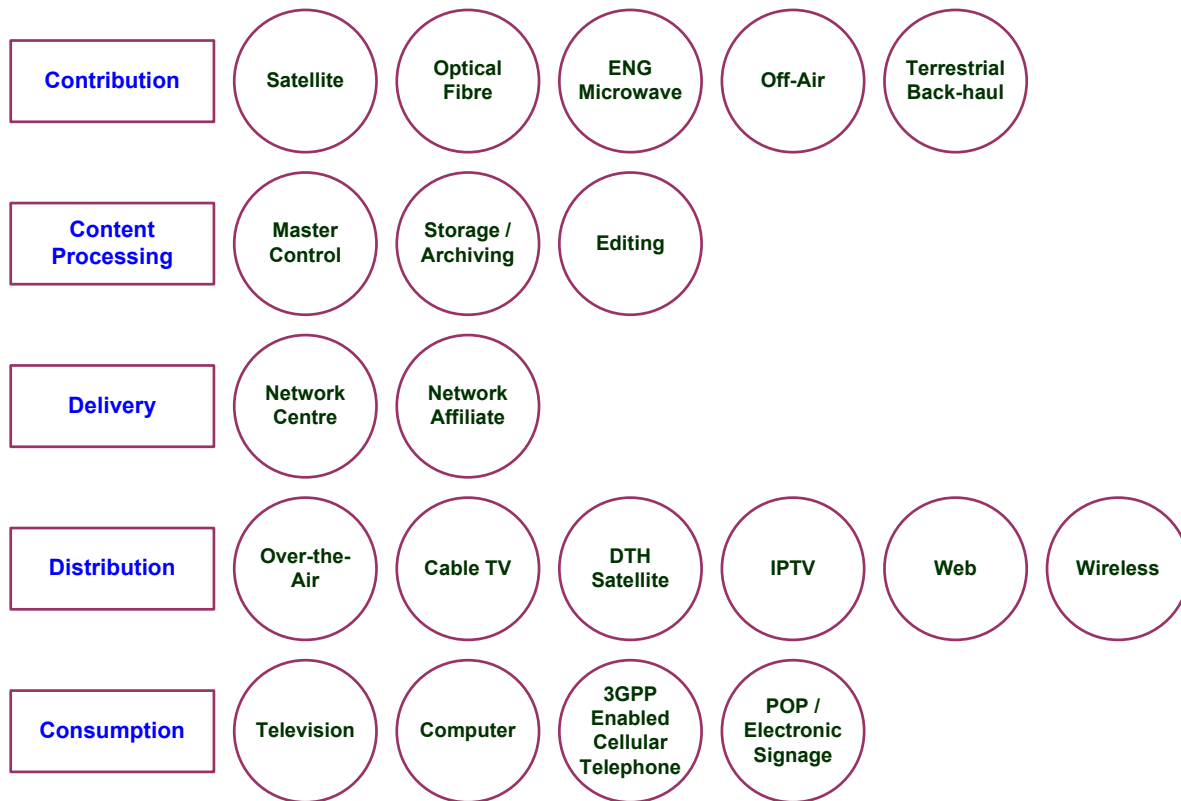 Contribution
Satellite
Optical
Fibre
ENG
Microwave
Off-Air
Terrestrial
Back-haul
Content
Processing
Master
Control
Storage /
Archiving
Editing
Delivery
Network
Centre
Network
Affiliate
Distribution
Over-the-
Air
Cable TV
DTH
Satellite
IPTV
Web
Wireless
Consumption
Television
Computer
3GPP
Enabled
Cellular
Telephone
POP /
Electronic
Signage